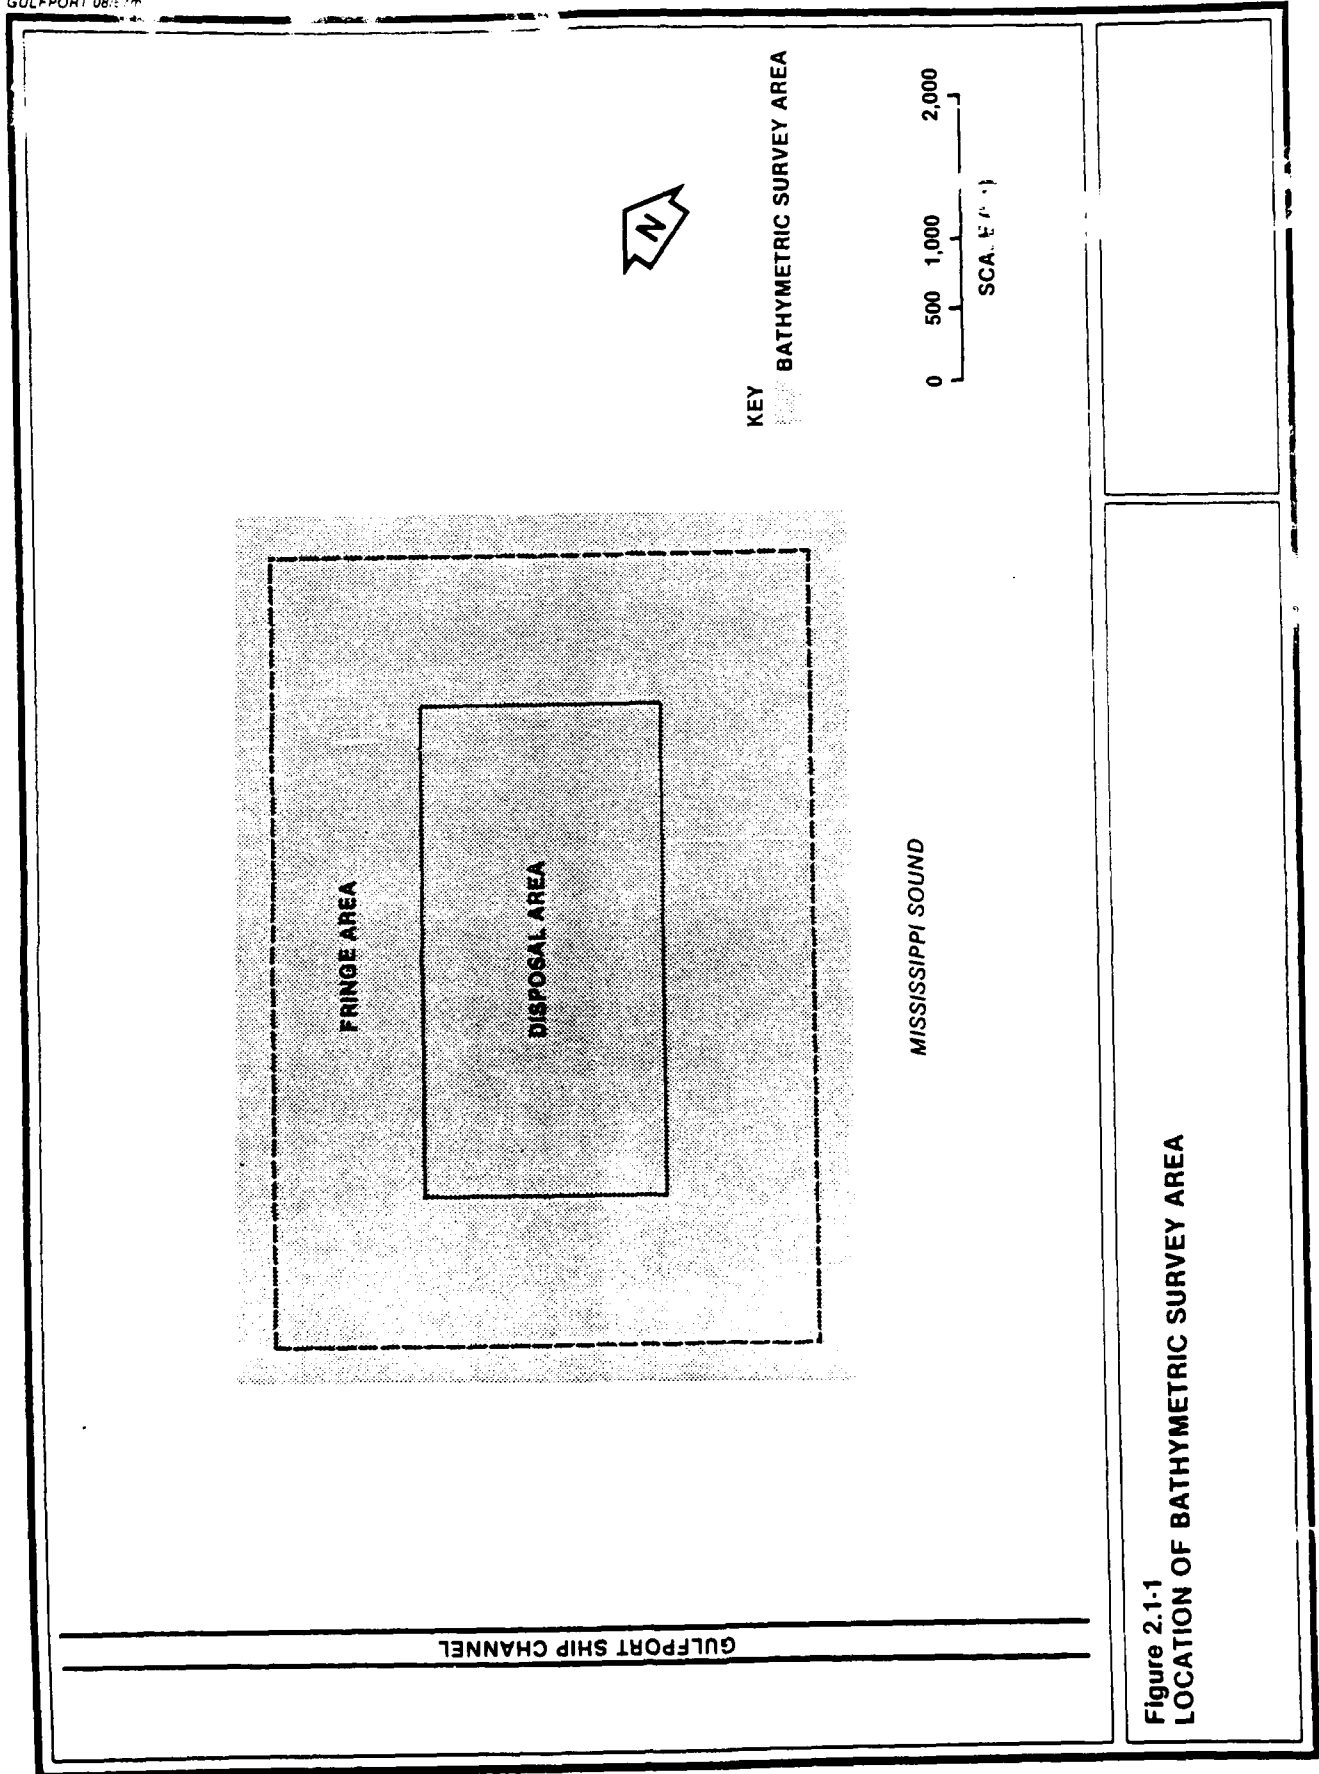 GULFPORT
GULFPORT SHIP CHANNEL
FRINGE AREA
DISPOSAL AREA
MISSISSIPPI SOUND
N
KEY
BATHYMETRIC SURVEY AREA
0 500 1,000 2,000
Figure 2.1-1
LOCATION OF BATHYMETRIC SURVEY AREA